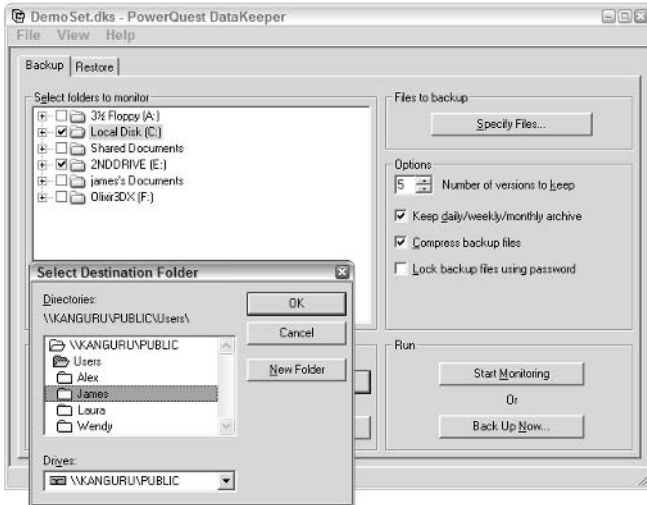 DemoSet.dks - PowerQuest DataKeeper
File View Help
Backup Restore
Select folders to monitor
3½ Floppy (A:)
Local Disk (C:)
Shared Documents
2NDDRIVE (E:)
james's Documents
Olixir3DX (F:)
Files to backup
Specify Files...
Options
5 Number of versions to keep
Keep daily/weekly/monthly archive
Compress backup files
Lock backup files using password
Run
Start Monitoring
Or
Back Up Now...
Select Destination Folder
Directories:
\\KANGURU\PUBLIC\Users\
\\KANGURU\PUBLIC
Users
Alex
James
Laura
Wendy
OK
Cancel
New Folder
Drives:
\\KANGURU\PUBLIC